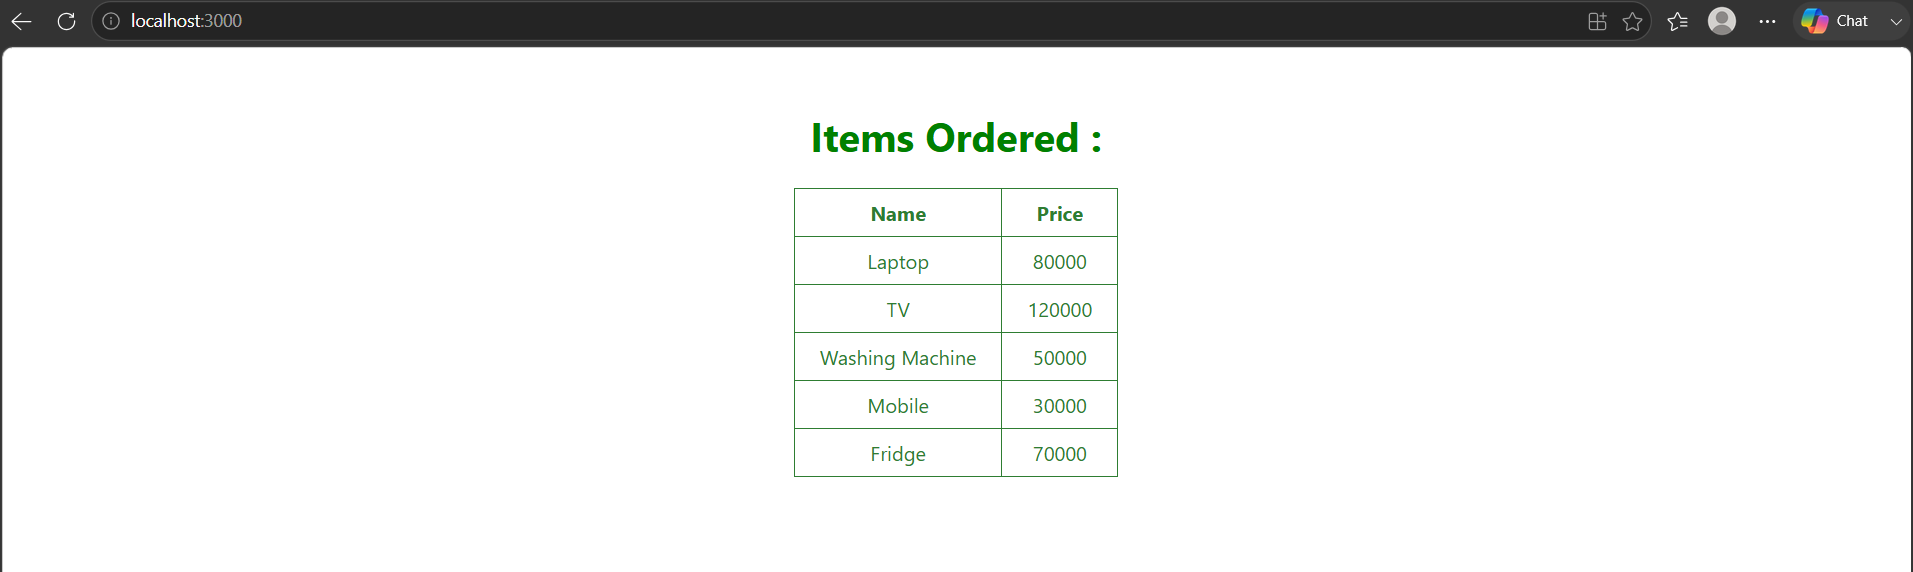 localhost:3000
Chat
Items Ordered :
Name Price
Laptop 80000
TV 120000
Washing Machine 50000
Mobile 30000
Fridge 70000